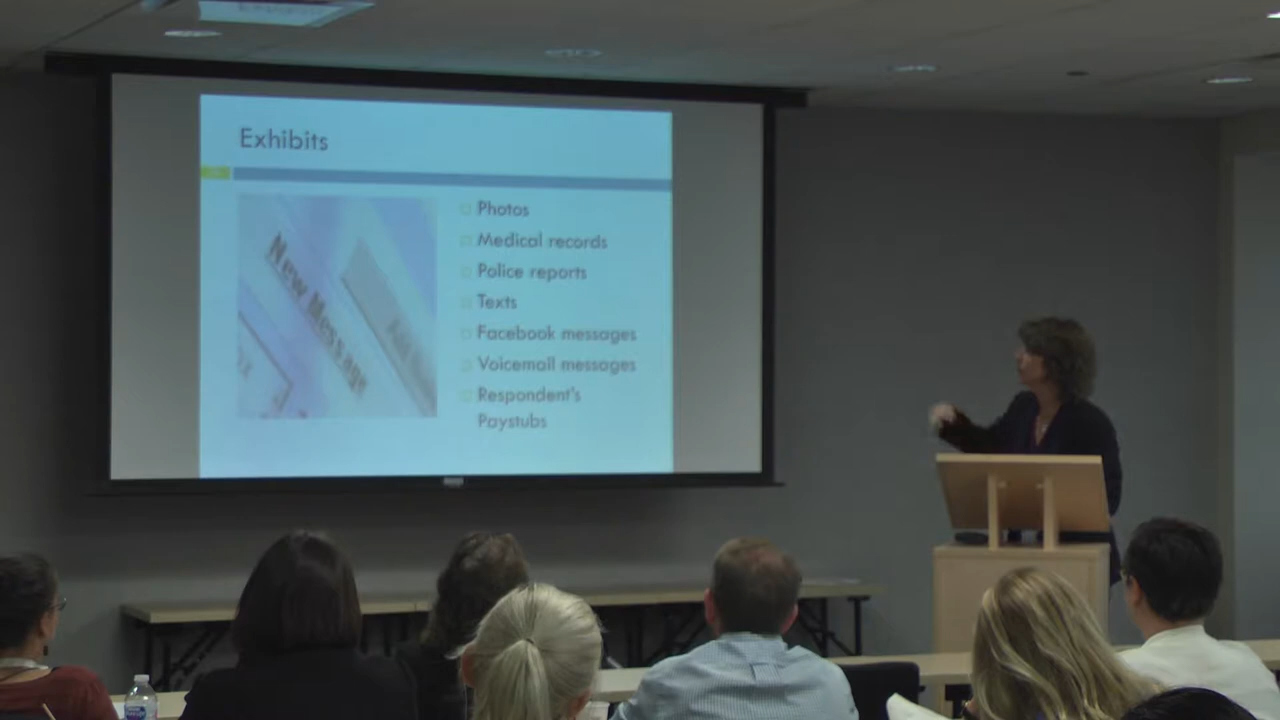 Exhibits
New Message
Photos
Medical records
Police reports
Texts
Facebook messages
Voicemail messages
Respondent's
Paystubs